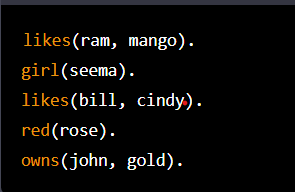 likes(ram, mango).
girl(seema).
likes(bill, cindy).
red(rose).
owns(john, gold).